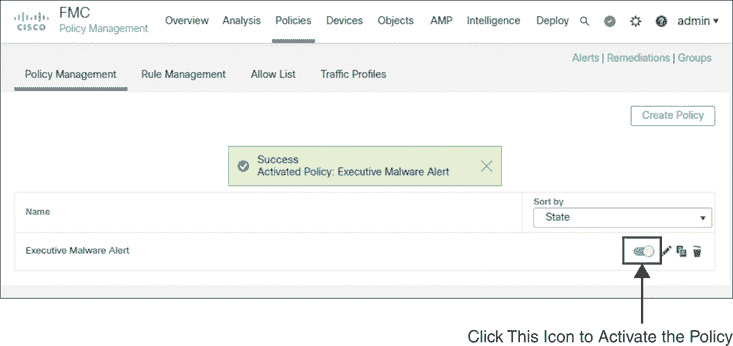 CISCO
FMC
Policy Management
Overview Analysis Policies Devices Objects AMP Intelligence Deploy admin
Alerts | Remediations | Groups
Policy Management Rule Management Allow List Traffic Profiles
Create Policy
Success
Activated Policy: Executive Malware Alert
Name
Sort by
State
Executive Malware Alert
Click This Icon to Activate the Policy